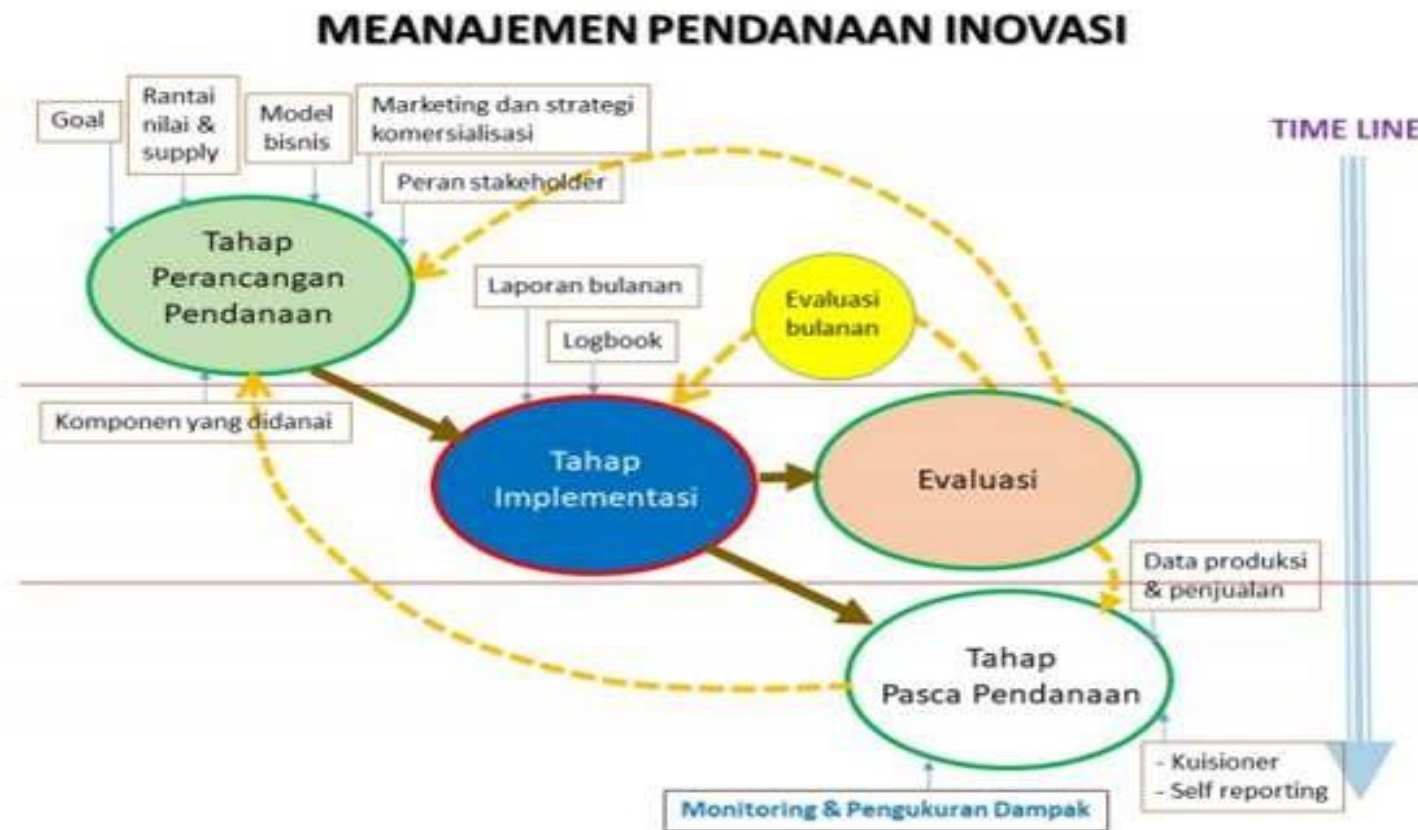 MEANAJEMEN PENDANAAN INOVASI
Goal
Rantai
nilai &
supply
Model
bisnis
Marketing dan strategi
komersialisasi
Peran stakeholder
TIME LINE
Tahap
Perancangan
Pendanaan
Laporan bulanan
Logbook
Evaluasi
bulanan
Komponen yang didanai
Tahap
Implementasi
Evaluasi
Data produksi
& penjualan
Tahap
Pasca Pendanaan
- Kuisioner
- Self reporting
Monitoring & Pengukuran Dampak